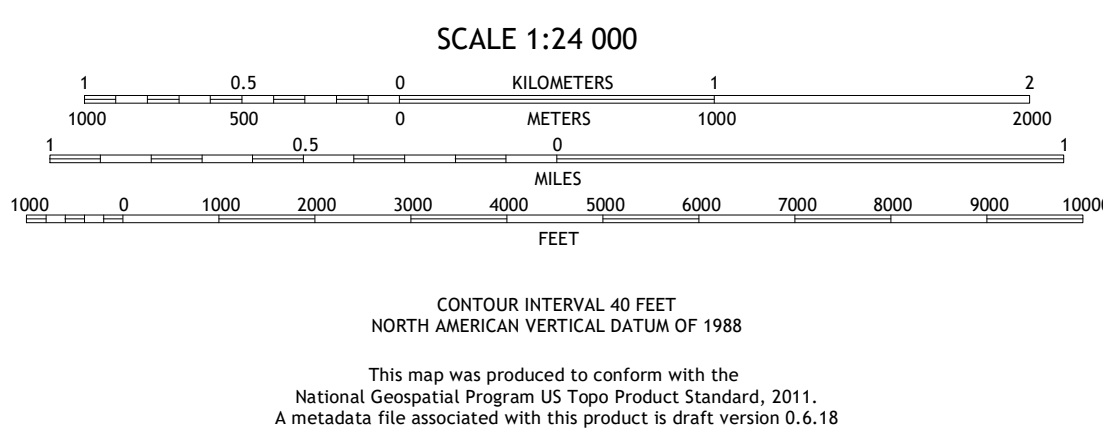 SCALE 1:24 000
1 0.5 0 KILOMETERS 1 2
1000 500 0 METERS 1000 2000
1 0.5 0 1
MILES
1000 0 1000 2000 3000 4000 5000 6000 7000 8000 9000 1000
FEET
CONTOUR INTERVAL 40 FEET
NORTH AMERICAN VERTICAL DATUM OF 1988
This map was produced to conform with the
National Geospatial Program US Topo Product Standard, 2011.
A metadata file associated with this product is draft version 0.6.18